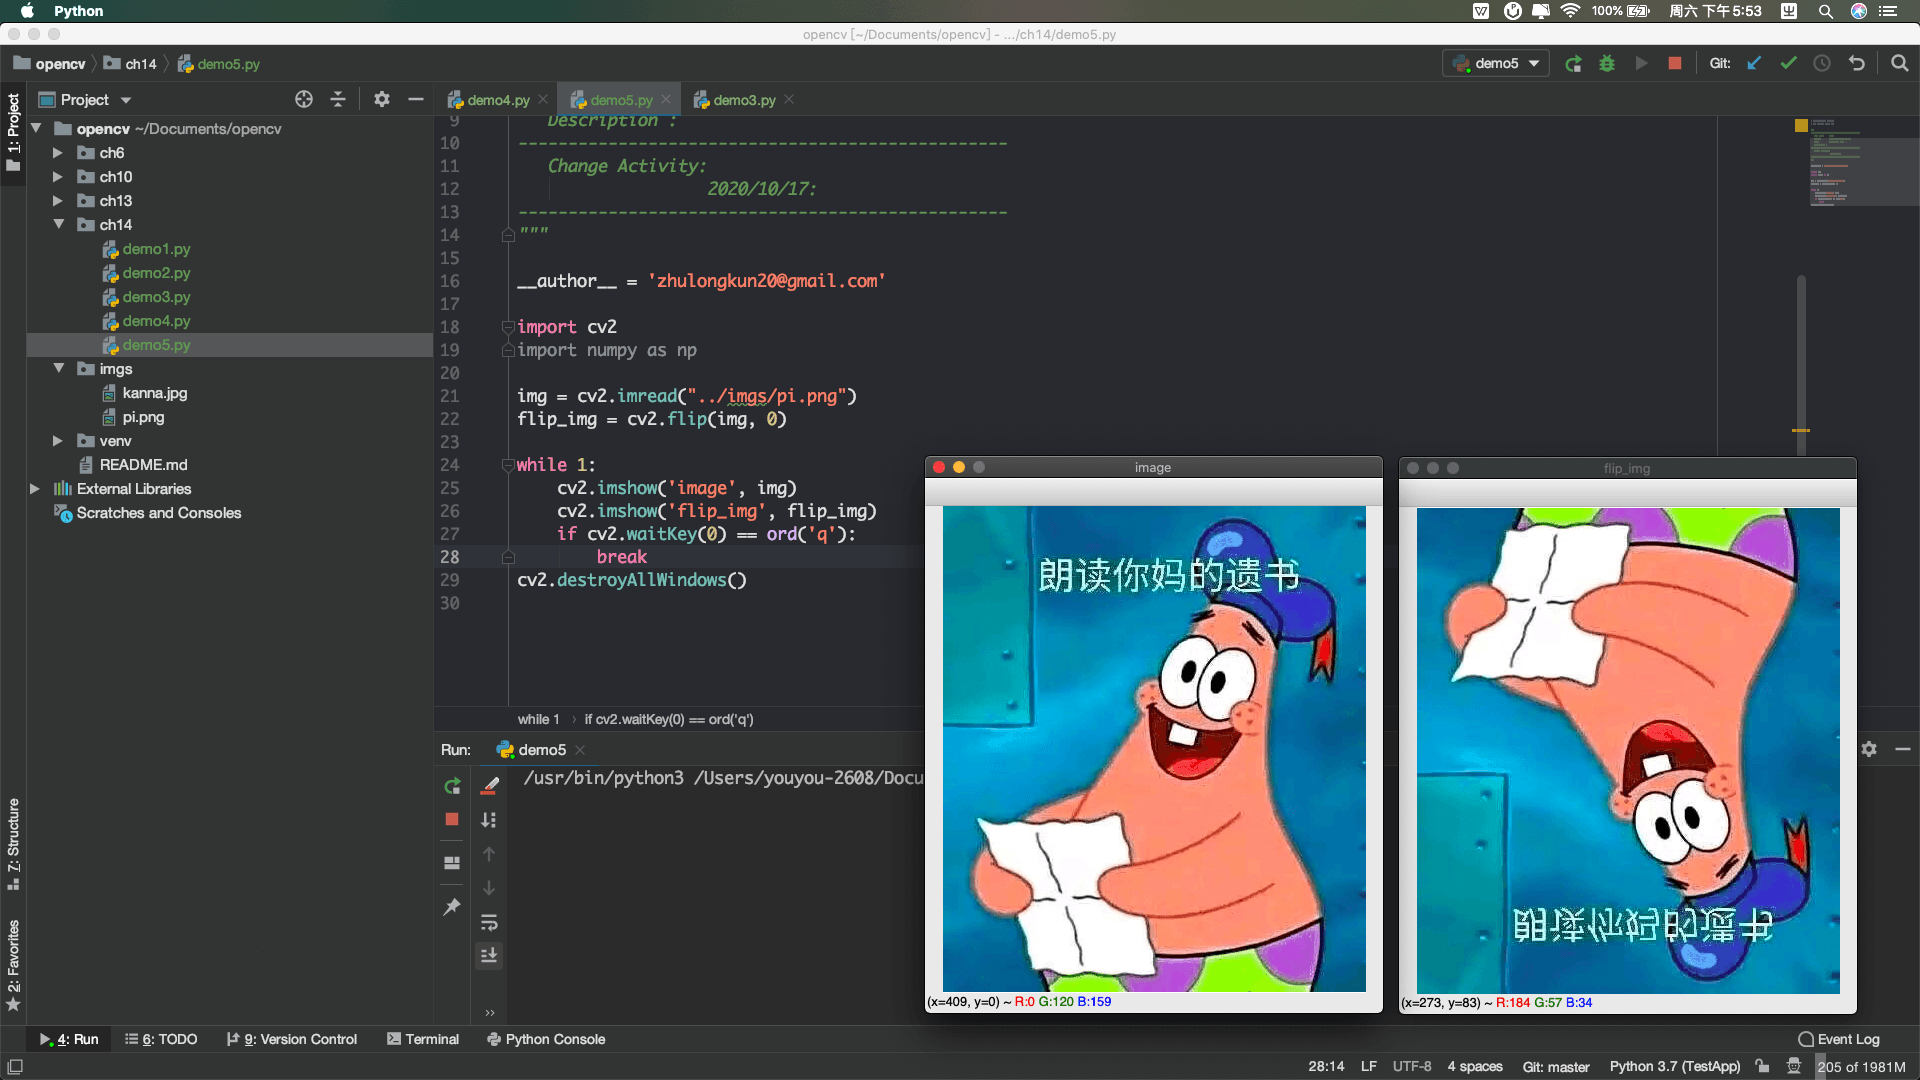 Python
100%
周六 下午5:53
opencv [~/Documents/opencv] - .../ch14/demo5.py
opencv
ch14
demo5.py
demo5
Git:
1: Project
Project
demo4.py
demo5.py
demo3.py
opencv ~/Documents/opencv
ch6
ch10
ch13
ch14
demo1.py
demo2.py
demo3.py
demo4.py
demo5.py
imgs
kanna.jpg
pi.png
venv
README.md
External Libraries
Scratches and Consoles
9 Description :
10 -------------------------------------------------
11 Change Activity:
12 2020/10/17:
13 -------------------------------------------------
14 """
15
16 __author__ = 'zhulongkun20@gmail.com'
17
18 import cv2
19 import numpy as np
20
21 img = cv2.imread("../imgs/pi.png")
22 flip_img = cv2.flip(img, 0)
23
24 while 1:
25 cv2.imshow('image', img)
26 cv2.imshow('flip_img', flip_img)
27 if cv2.waitKey(0) == ord('q'):
28 break
29 cv2.destroyAllWindows()
30
while 1 › if cv2.waitKey(0) == ord('q')
image
朗读你妈的遗书
(x=409, y=0) ~ R:0 G:120 B:159
flip_img
朗读你妈的遗书
(x=273, y=83) ~ R:184 G:57 B:34
Run:
demo5
/usr/bin/python3 /Users/youyou-2608/Docu
7: Structure
2: Favorites
4: Run
6: TODO
9: Version Control
Terminal
Python Console
Event Log
28:14
LF
UTF-8
4 spaces
Git: master
Python 3.7 (TestApp)
205 of 1981M